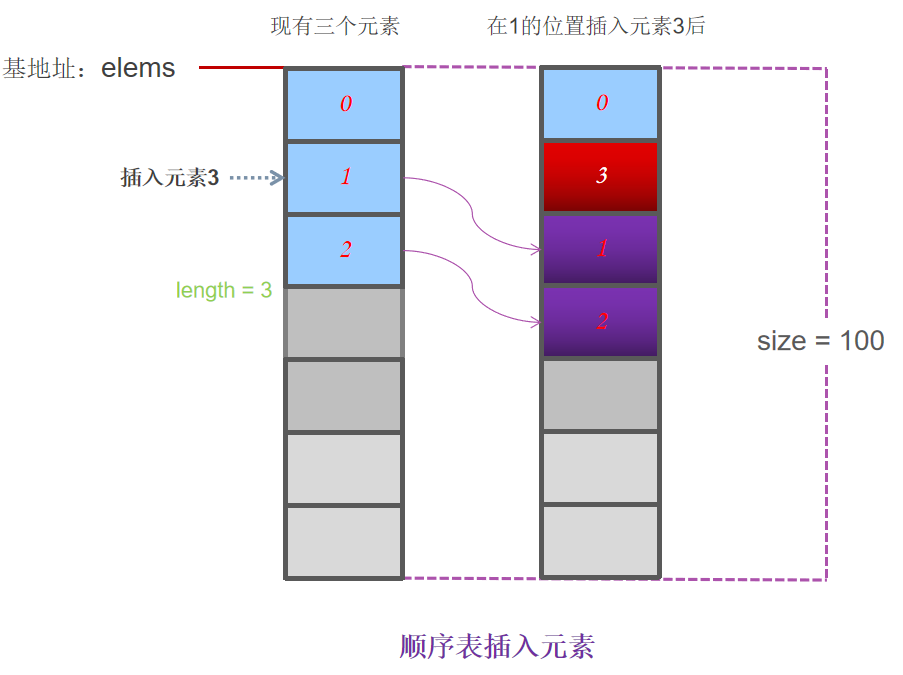 现有三个元素
在1的位置插入元素3后
基地址：elems
0
0
插入元素3
1
3
2
1
length = 3
2
size = 100
顺序表插入元素